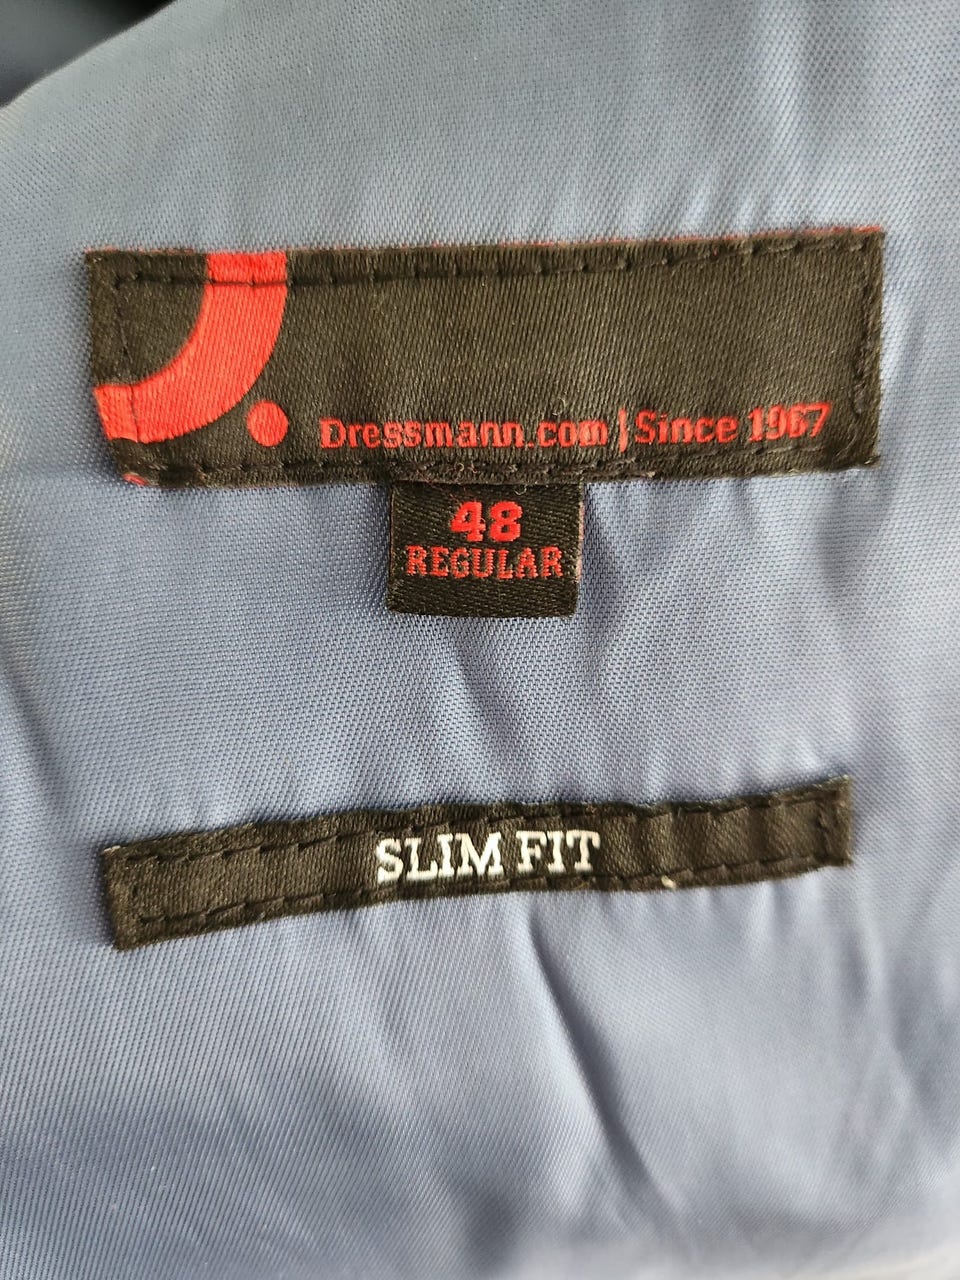 Dressmann.com | Since 1967
48
REGULAR
SLIM FIT